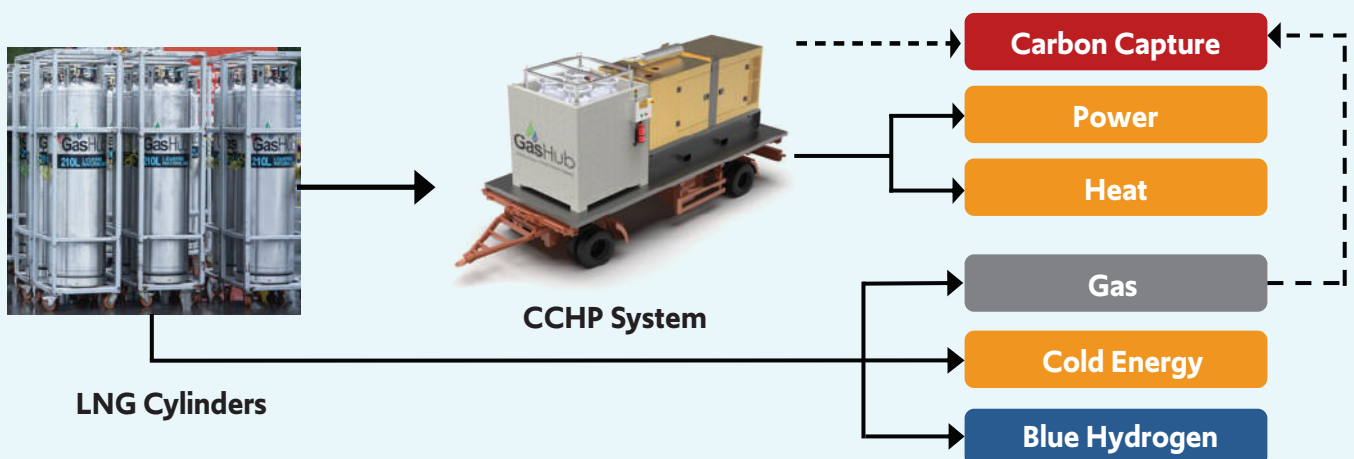 Carbon Capture
Power
Heat
Gas
Cold Energy
Blue Hydrogen
CCHP System
LNG Cylinders
GasHub
GasHub
210L
GasHub
210L
GasHub
210L